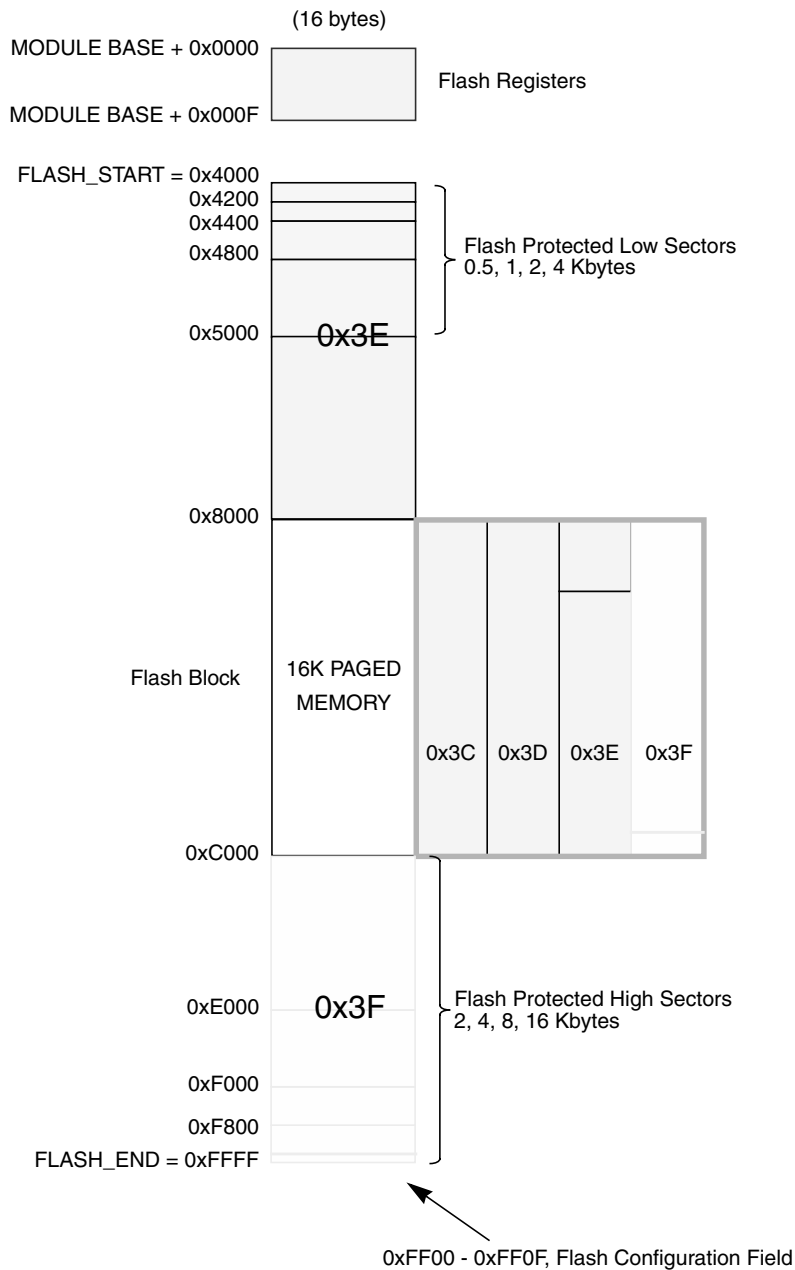 (16 bytes)
MODULE BASE + 0x0000
Flash Registers
MODULE BASE + 0x000F
FLASH_START = 0x4000
0x4200
0x4400
0x4800
Flash Protected Low Sectors
0.5, 1, 2, 4 Kbytes
0x5000
0x3E
0x8000
Flash Block
16K PAGED
MEMORY
0x3C
0x3D
0x3E
0x3F
0xC000
0xE000
0x3F
Flash Protected High Sectors
2, 4, 8, 16 Kbytes
0xF000
0xF800
FLASH_END = 0xFFFF
0xFF00 - 0xFF0F, Flash Configuration Field